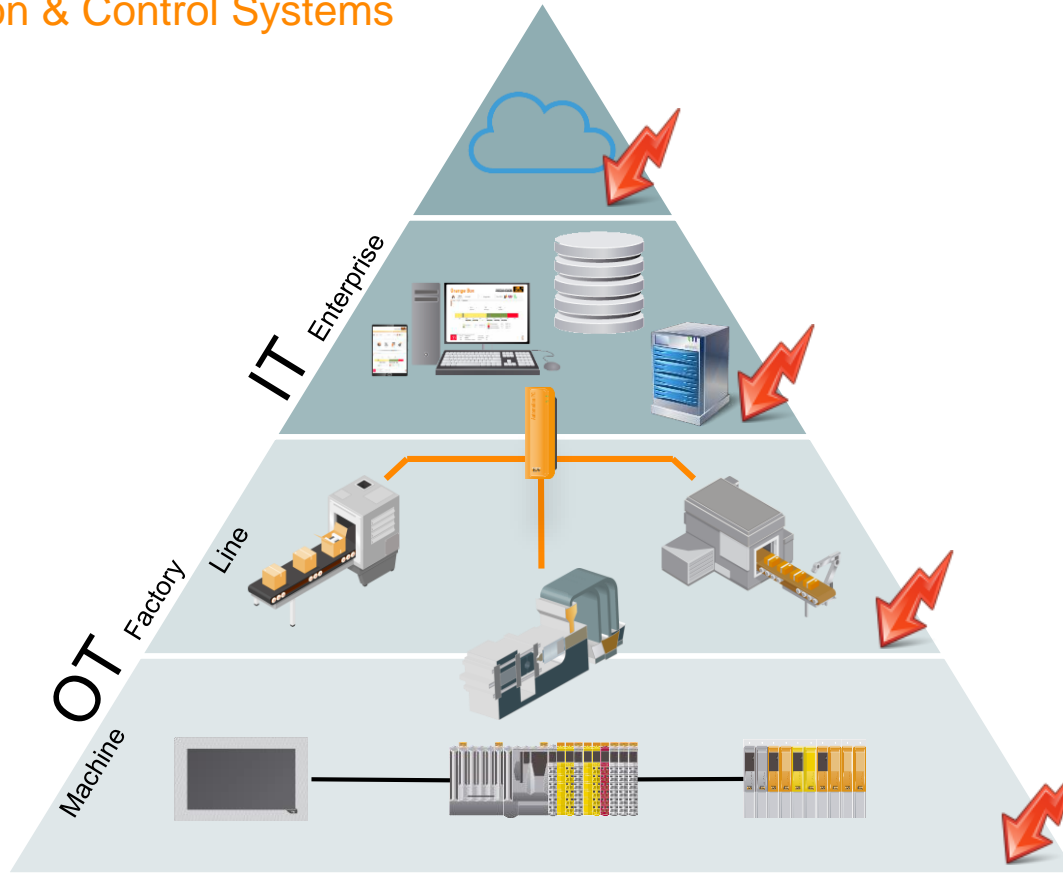 on & Control Systems
IT
Enterprise
OT
Factory
Line
Machine